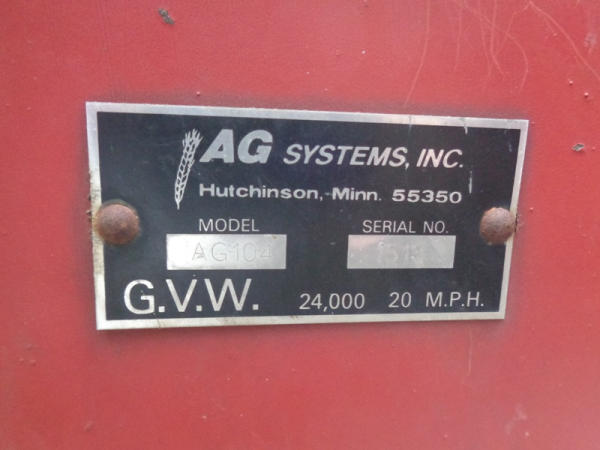 AG SYSTEMS, INC.
Hutchinson, Minn. 55350
MODEL SERIAL NO.
AG104
G.V.W. 24,000 20 M.P.H.